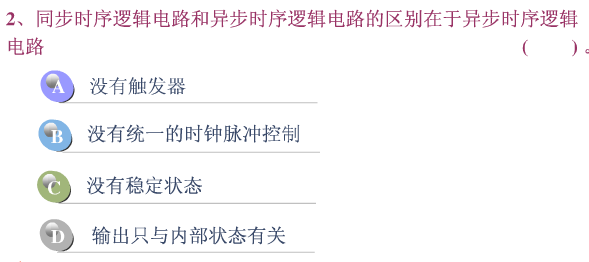 2、同步时序逻辑电路和异步时序逻辑电路的区别在于异步时序逻辑
电路 ( )。
A 没有触发器
B 没有统一的时钟脉冲控制
C 没有稳定状态
D 输出只与内部状态有关